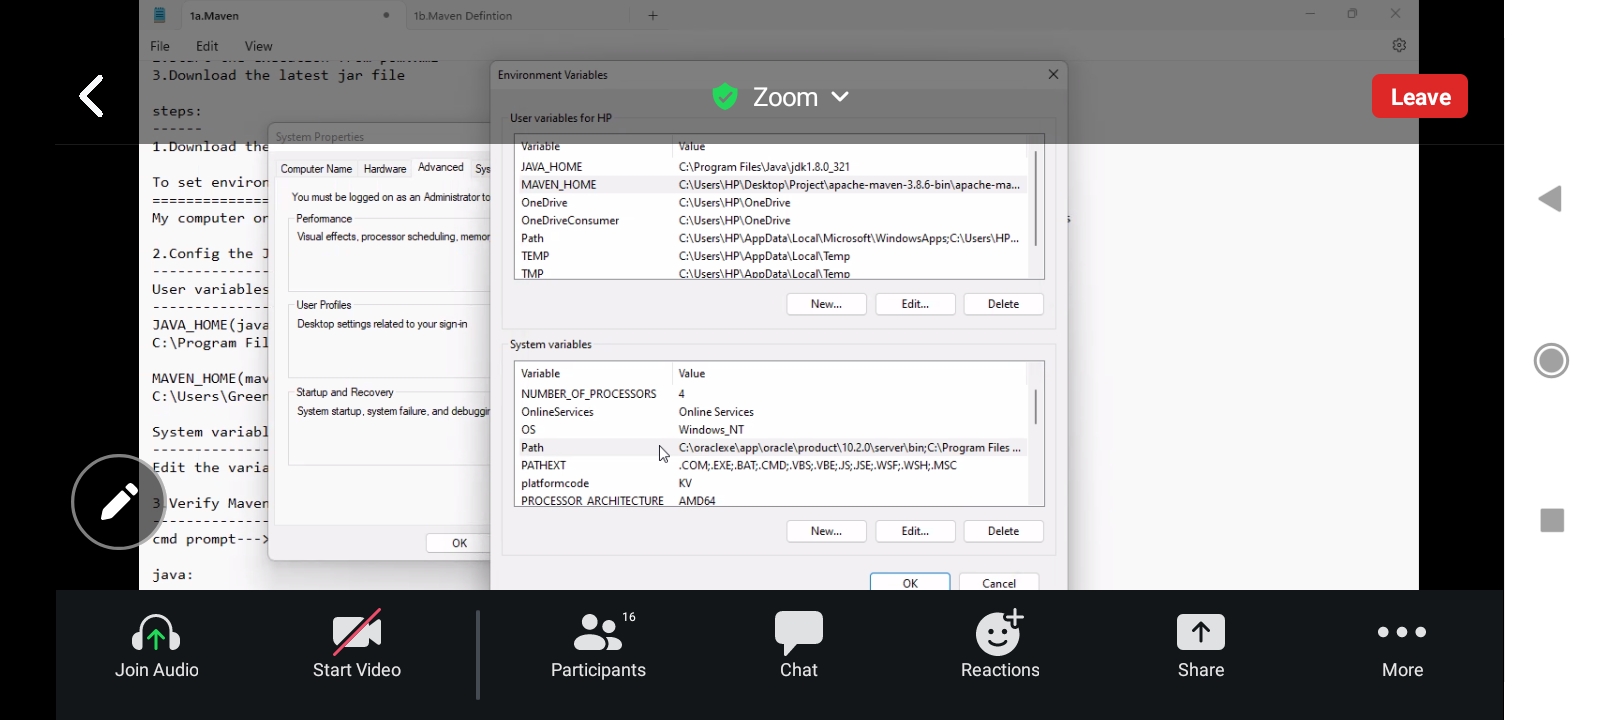 1a.Maven
1b.Maven Defintion
File Edit View
3.Download the latest jar file
steps:
------
1.Download the
To set environ
My computer or
2.Config the J
User variables
JAVA_HOME(java
C:\Program Fil
MAVEN_HOME(mav
C:\Users\Green
System variabl
Edit the varia
3.Verify Maven
cmd prompt--->
java:
System Properties
Computer Name Hardware Advanced Sys
You must be logged on as an Administrator to
Performance
Visual effects, processor scheduling, memor
User Profiles
Desktop settings related to your sign-in
Startup and Recovery
System startup, system failure, and debuggin
OK
Environment Variables
User variables for HP
Variable Value
JAVA_HOME C:\Program Files\Java\jdk1.8.0_321
MAVEN_HOME C:\Users\HP\Desktop\Project\apache-maven-3.8.6-bin\apache-ma...
OneDrive C:\Users\HP\OneDrive
OneDriveConsumer C:\Users\HP\OneDrive
Path C:\Users\HP\AppData\Local\Microsoft\WindowsApps;C:\Users\HP...
TEMP C:\Users\HP\AppData\Local\Temp
TMP C:\Users\HP\AppData\Local\Temp
New... Edit... Delete
System variables
Variable Value
NUMBER_OF_PROCESSORS 4
OnlineServices Online Services
OS Windows_NT
Path C:\oraclexe\app\oracle\product\10.2.0\server\bin;C:\Program Files ...
PATHEXT .COM;.EXE;.BAT;.CMD;.VBS;.VBE;.JS;.JSE;.WSF;.WSH;.MSC
platformcode KV
PROCESSOR_ARCHITECTURE AMD64
New... Edit... Delete
OK Cancel
Zoom
Leave
Join Audio
Start Video
16
Participants
Chat
Reactions
Share
More